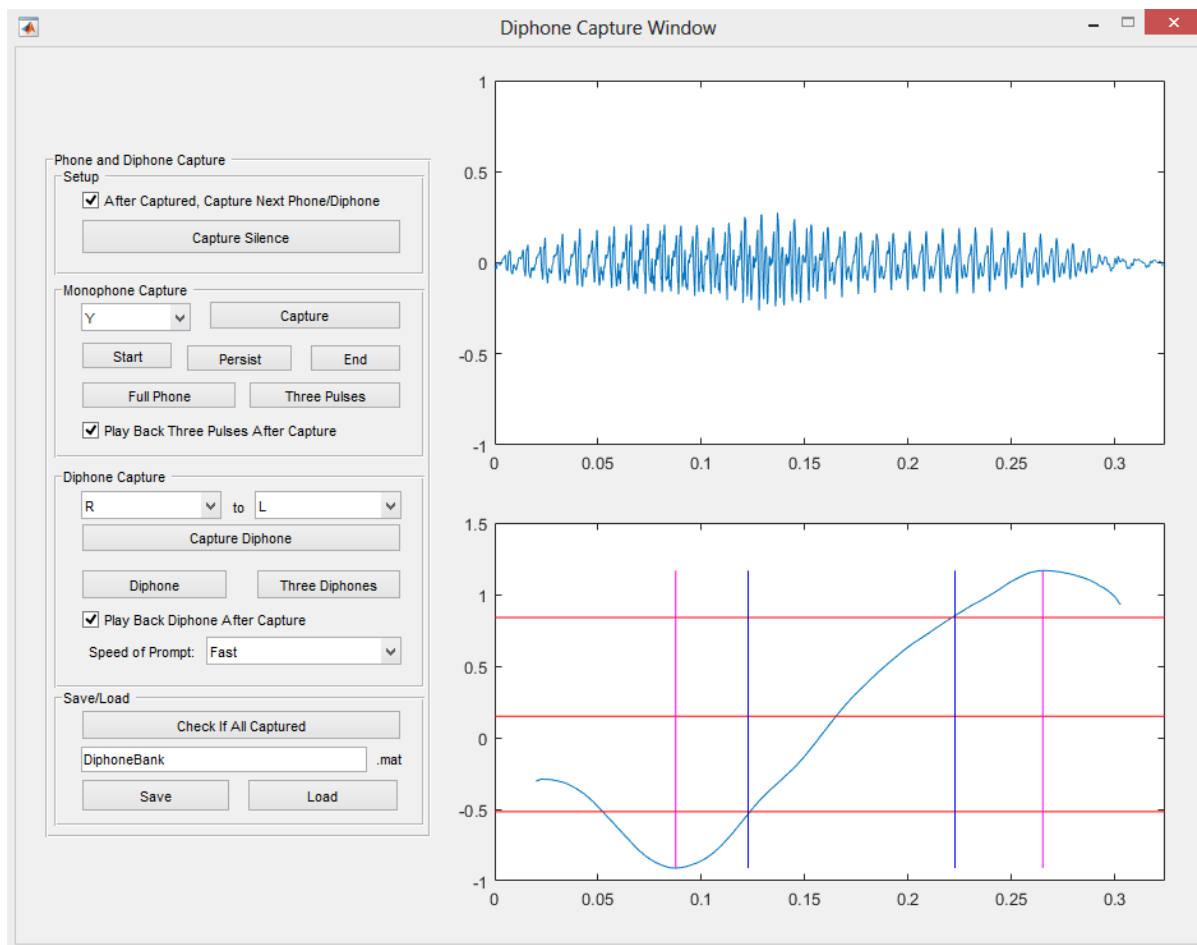 Diphone Capture Window
Phone and Diphone Capture
Setup
After Captured, Capture Next Phone/Diphone
Capture Silence
Monophone Capture
Y
Capture
Start
Persist
End
Full Phone
Three Pulses
Play Back Three Pulses After Capture
Diphone Capture
R to L
Capture Diphone
Diphone
Three Diphones
Play Back Diphone After Capture
Speed of Prompt: Fast
Save/Load
Check If All Captured
DiphoneBank .mat
Save
Load
1
0.5
0
-0.5
-1
0 0.05 0.1 0.15 0.2 0.25 0.3
1.5
1
0.5
0
-0.5
-1
0 0.05 0.1 0.15 0.2 0.25 0.3